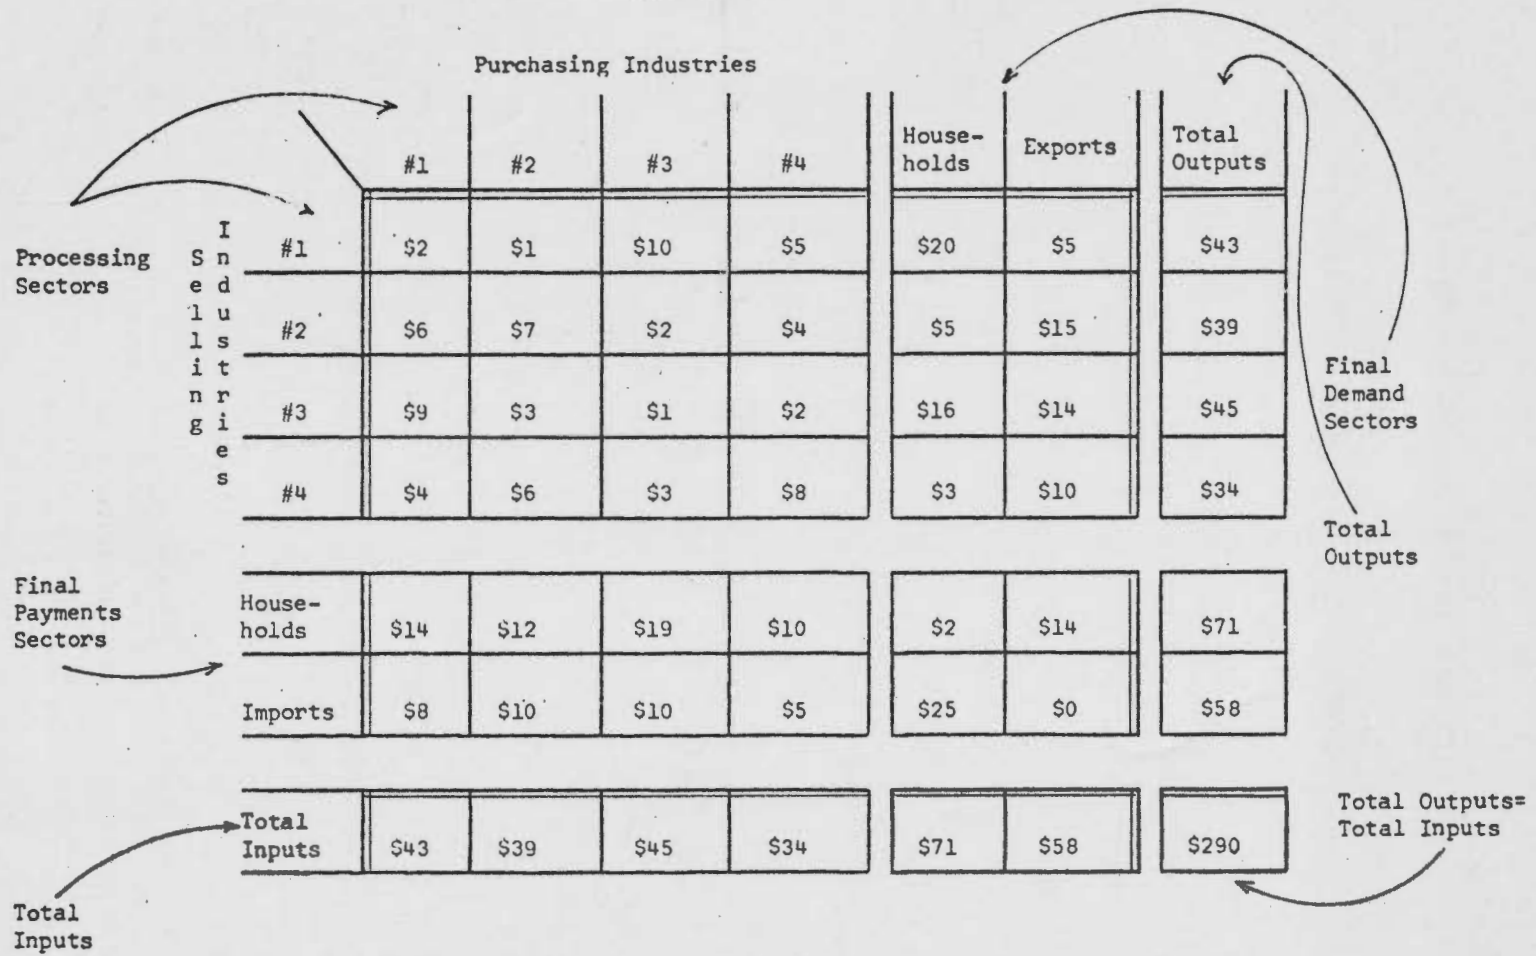 Purchasing Industries
#1 #2 #3 #4 House-holds Exports Total Outputs
Processing Sectors
Selling Industries
#1 $2 $1 $10 $5 $20 $5 $43
#2 $6 $7 $2 $4 $5 $15 $39
#3 $9 $3 $1 $2 $16 $14 $45
#4 $4 $6 $3 $8 $3 $10 $34
Final Demand Sectors
Total Outputs
Final Payments Sectors
House-holds $14 $12 $19 $10 $2 $14 $71
Imports $8 $10 $10 $5 $25 $0 $58
Total Inputs $43 $39 $45 $34 $71 $58 $290
Total Outputs=
Total Inputs
Total
Inputs